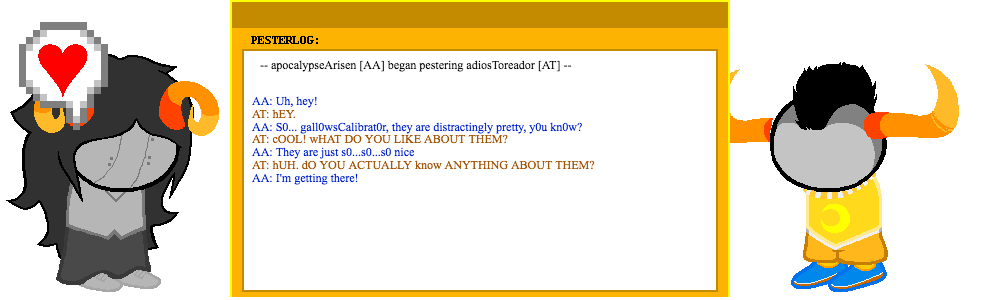 PESTERLOG:
-- apocalypseArisen [AA] began pestering adiosToreador [AT] --
AA: Uh, hey!
AT: hEY.
AA: S0... gall0wsCalibrat0r, they are distractingly pretty, y0u kn0w?
AT: cOOL! wHAT DO YOU LIKE ABOUT THEM?
AA: They are just s0...s0...s0 nice
AT: hUH. dO YOU ACTUALLY know ANYTHING ABOUT THEM?
AA: I'm getting there!